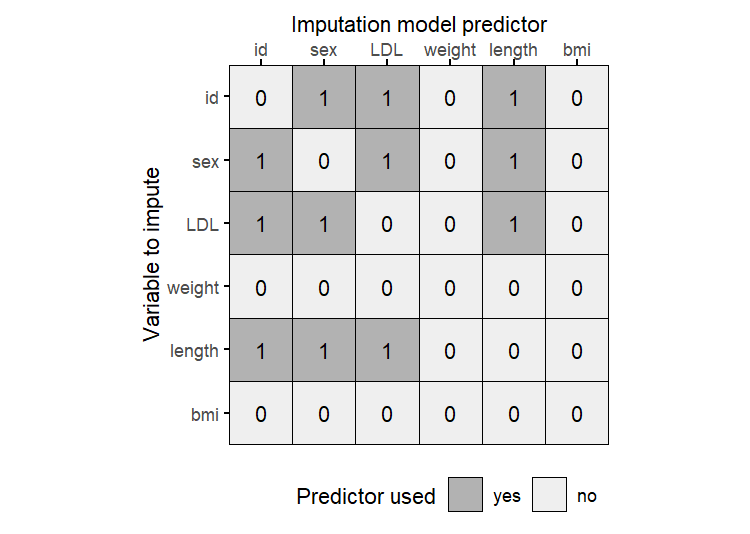 Imputation model predictor
id sex LDL weight length bmi
id 0 1 1 0 1 0
sex 1 0 1 0 1 0
LDL 1 1 0 0 1 0
weight 0 0 0 0 0 0
length 1 1 1 0 0 0
bmi 0 0 0 0 0 0
Variable to impute
Predictor used yes no